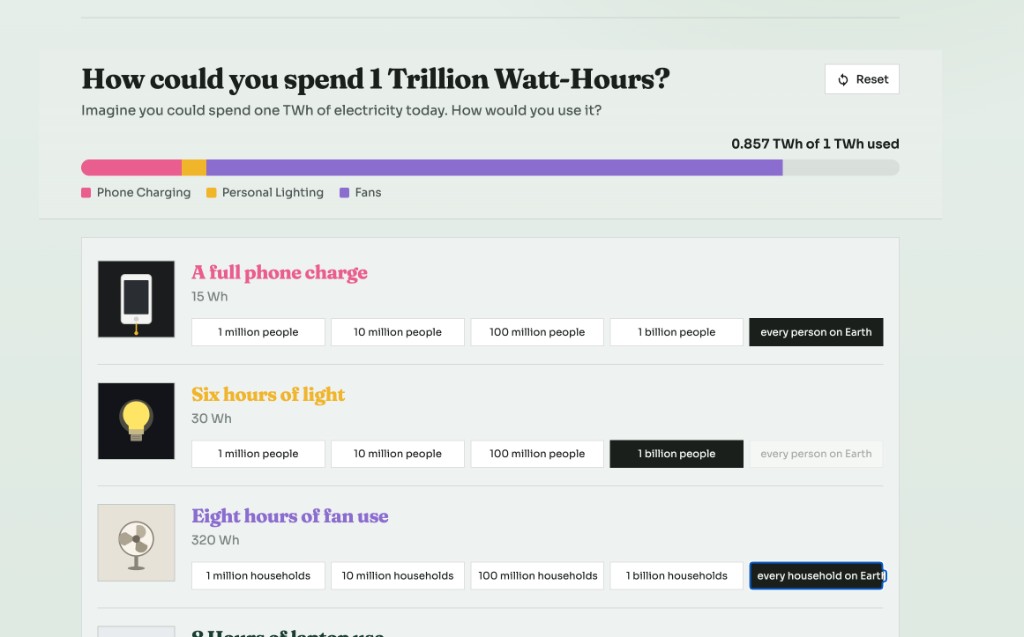 How could you spend 1 Trillion Watt-Hours?
Reset
Imagine you could spend one TWh of electricity today. How would you use it?
0.857 TWh of 1 TWh used
Phone Charging Personal Lighting Fans
A full phone charge
15 Wh
1 million people 10 million people 100 million people 1 billion people every person on Earth
Six hours of light
30 Wh
1 million people 10 million people 100 million people 1 billion people every person on Earth
Eight hours of fan use
320 Wh
1 million households 10 million households 100 million households 1 billion households every household on Earth
8 Hours of laptop use